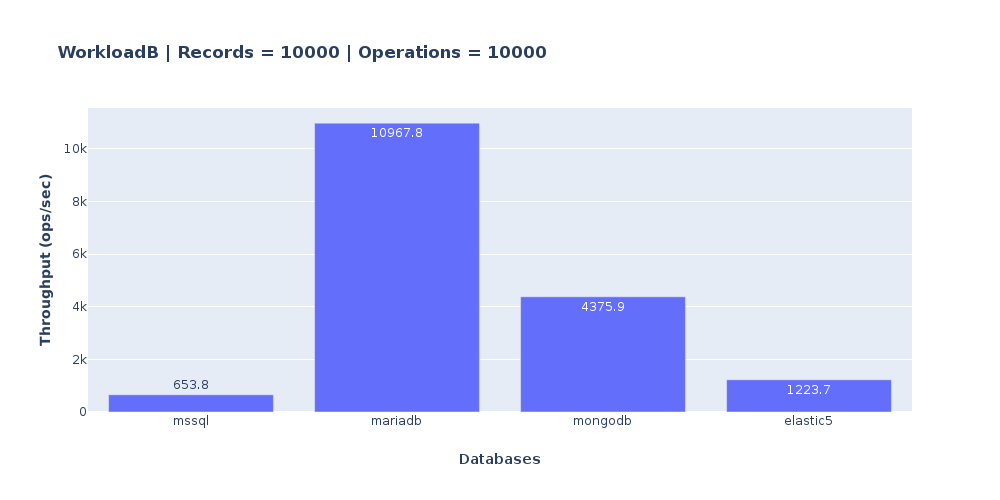 WorkloadB | Records = 10000 | Operations = 10000
Throughput (ops/sec)
10k
8k
6k
4k
2k
0
653.8
10967.8
4375.9
1223.7
mssql
mariadb
mongodb
elastic5
Databases